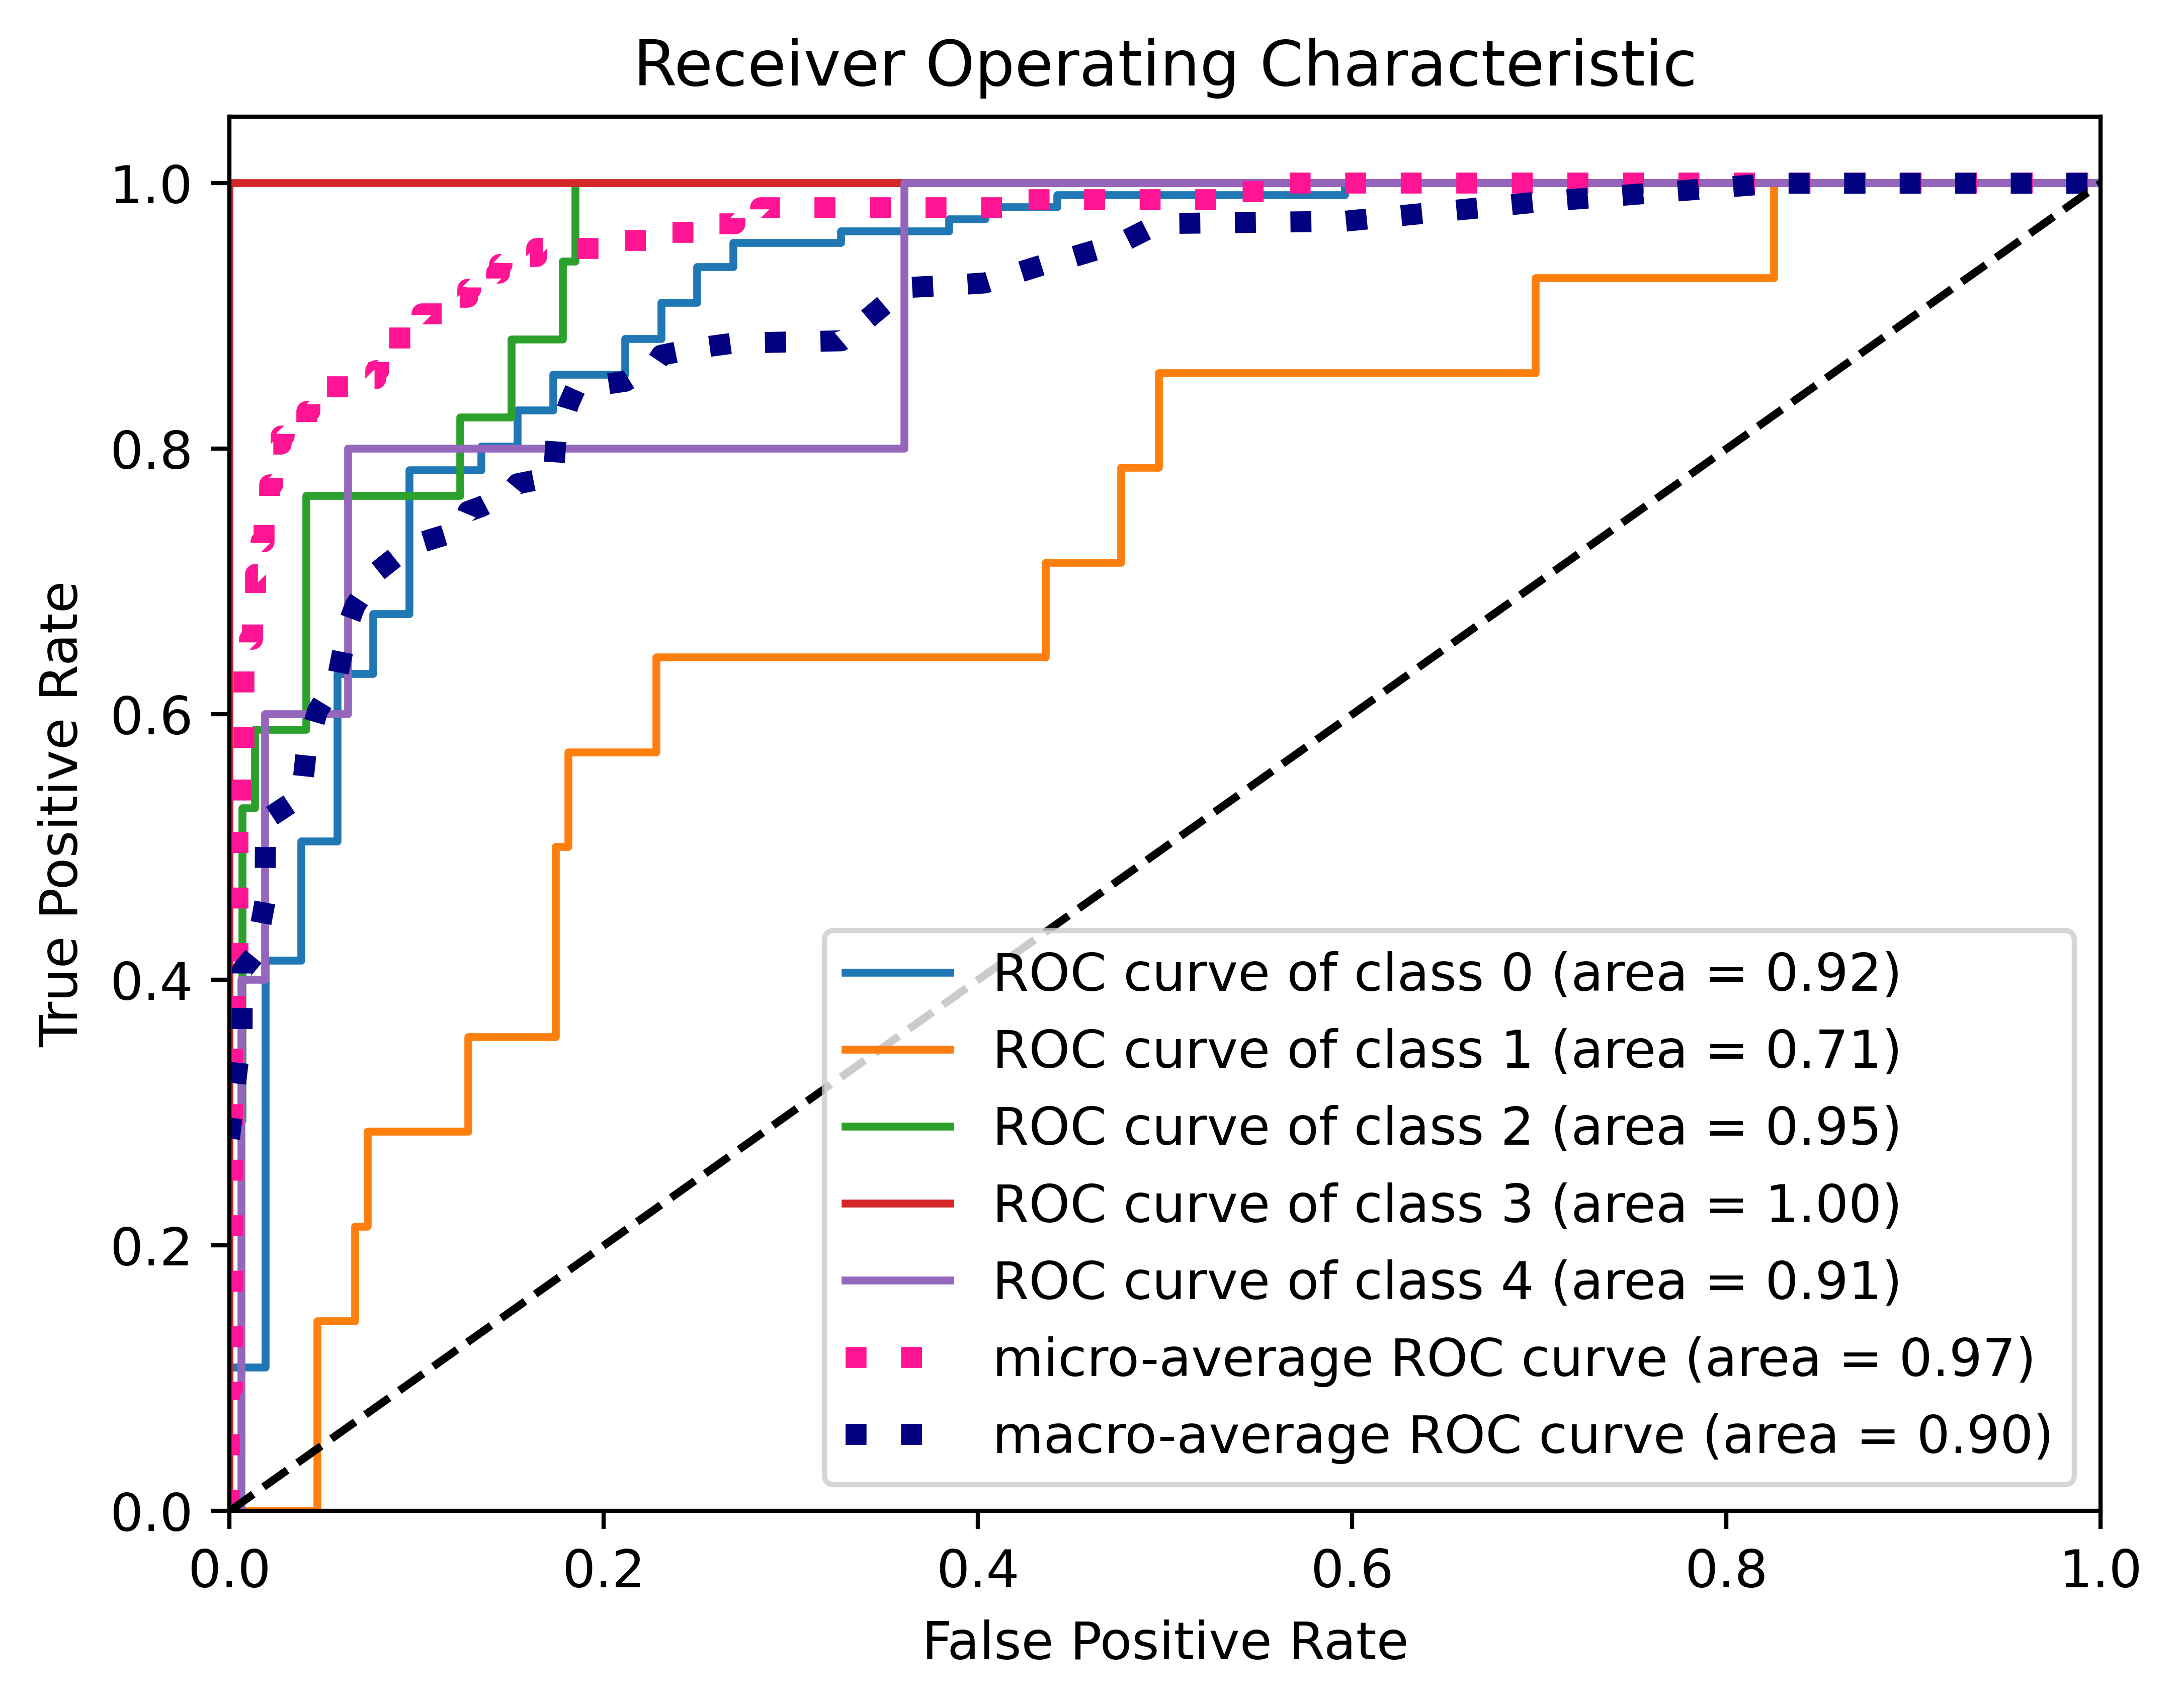 Receiver Operating Characteristic
1.0
0.8
0.6
0.4
0.2
0.0
True Positive Rate
ROC curve of class 0 (area = 0.92)
ROC curve of class 1 (area = 0.71)
ROC curve of class 2 (area = 0.95)
ROC curve of class 3 (area = 1.00)
ROC curve of class 4 (area = 0.91)
micro-average ROC curve (area = 0.97)
macro-average ROC curve (area = 0.90)
0.0 0.2 0.4 0.6 0.8 1.0
False Positive Rate